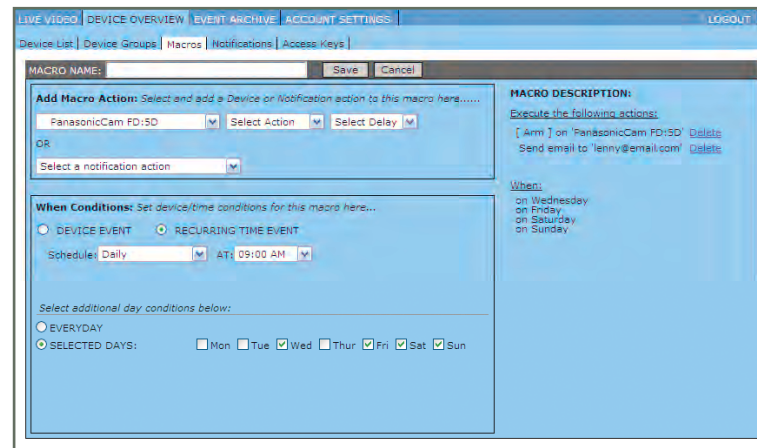 LIVE VIDEO | DEVICE OVERVIEW | EVENT ARCHIVE | ACCOUNT SETTINGS | LOGOUT
Device List | Device Groups | Macros | Notifications | Access Keys |
MACRO NAME: Save Cancel
Add Macro Action: Select and add a Device or Notification action to this macro here......
PanasonicCam FD:5D Select Action Select Delay
OR
Select a notification action
When Conditions: Set device/time conditions for this macro here...
DEVICE EVENT RECURRING TIME EVENT
Schedule: Daily AT: 09:00 AM
Select additional day conditions below:
EVERYDAY
SELECTED DAYS: Mon Tue Wed Thur Fri Sat Sun
MACRO DESCRIPTION:
Execute the following actions:
[ Arm ] on 'PanasonicCam FD:5D' Delete
Send email to 'lenny@email.com' Delete
When:
on Wednesday
on Friday
on Saturday
on Sunday